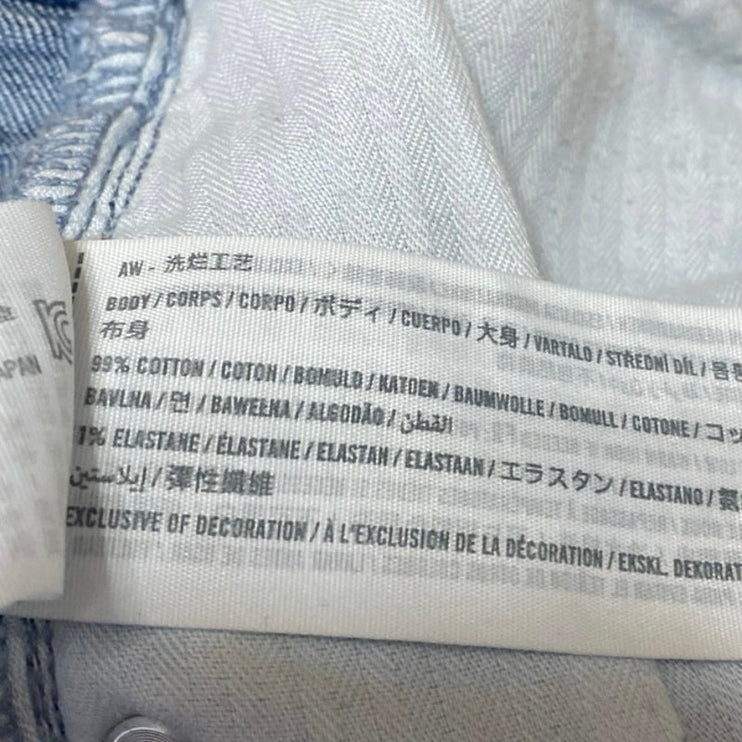 AW - 洗烂工艺
BODY / CORPS / CORPO / ボディ / CUERPO / 大身 / VARTALO / STŘEDNÍ DÍL / 몸
布身
99% COTTON / COTON / BOMULD / KATOEN / BAUMWOLLE / BOMULL / COTONE / コッ
BAVLNA / 면 / BAWEŁNA / ALGODÃO / القطن
1% ELASTANE / ÉLASTANE / ELASTAN / ELASTAAN / エラスタン / ELASTANO / 氨
إيلاستين / 彈性纖維
EXCLUSIVE OF DECORATION / À L'EXCLUSION DE LA DÉCORATION / EKSKL. DEKORAT
APAN